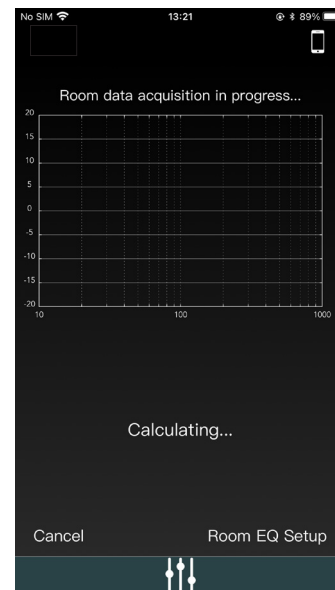 No SIM 13:21 89%
Room data acquisition in progress...
20
15
10
5
0
-5
-10
-15
-20
10 100 1000
Calculating...
Cancel Room EQ Setup